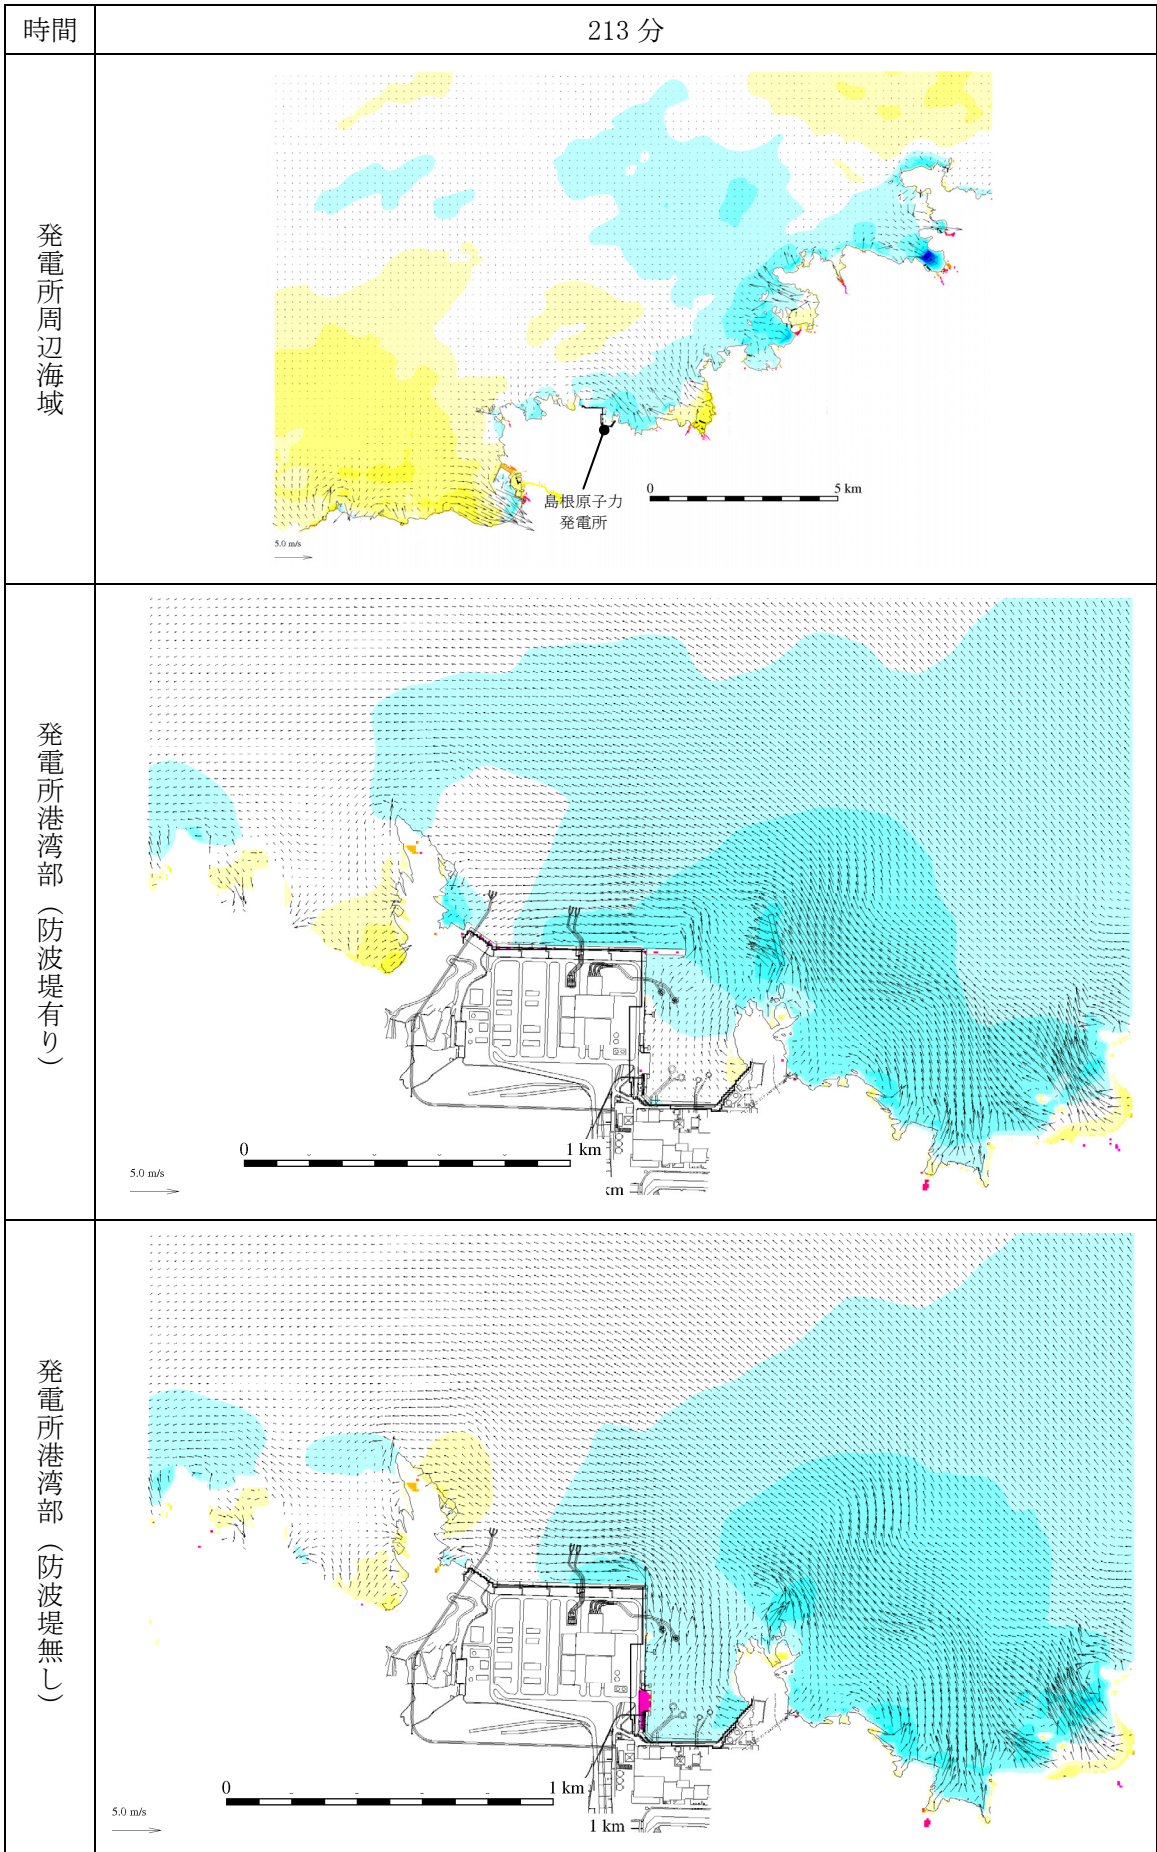 時間
213 分
発電所周辺海域
島根原子力
発電所
0
5 km
5.0 m/s
発電所港湾部（防波堤有り）
0
1 km
5.0 m/s
km
発電所港湾部（防波堤無し）
0
1 km
5.0 m/s
1 km